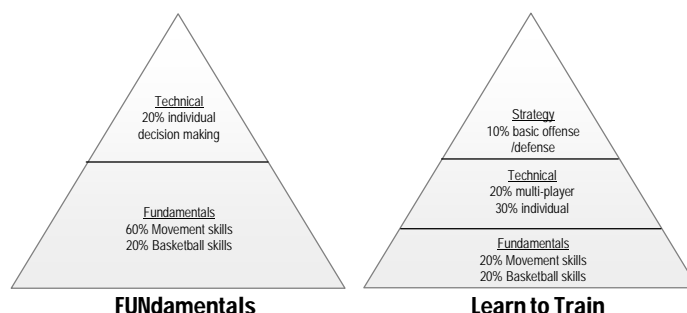 Technical
20% individual
decision making
Fundamentals
60% Movement skills
20% Basketball skills
FUNdamentals
Strategy
10% basic offense
/defense
Technical
20% multi-player
30% individual
Fundamentals
20% Movement skills
20% Basketball skills
Learn to Train